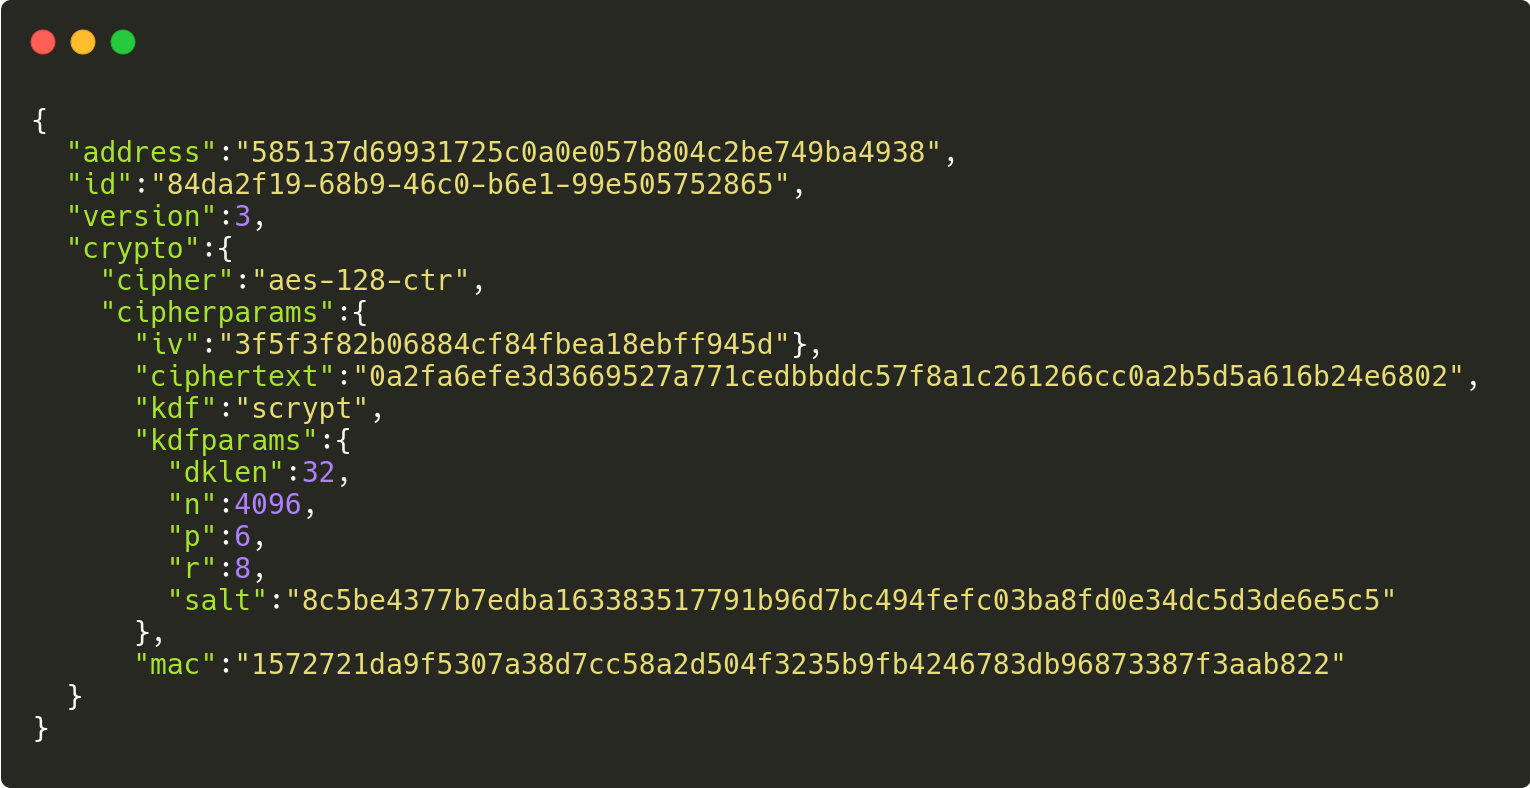 {
  "address":"585137d69931725c0a0e057b804c2be749ba4938",
  "id":"84da2f19-68b9-46c0-b6e1-99e505752865",
  "version":3,
  "crypto":{
    "cipher":"aes-128-ctr",
    "cipherparams":{
      "iv":"3f5f3f82b06884cf84fbea18ebff945d"},
      "ciphertext":"0a2fa6efe3d3669527a771cedbbddc57f8a1c261266cc0a2b5d5a616b24e6802",
      "kdf":"scrypt",
      "kdfparams":{
        "dklen":32,
        "n":4096,
        "p":6,
        "r":8,
        "salt":"8c5be4377b7edba163383517791b96d7bc494fefc03ba8fd0e34dc5d3de6e5c5"
      },
      "mac":"1572721da9f5307a38d7cc58a2d504f3235b9fb4246783db96873387f3aab822"
  }
}